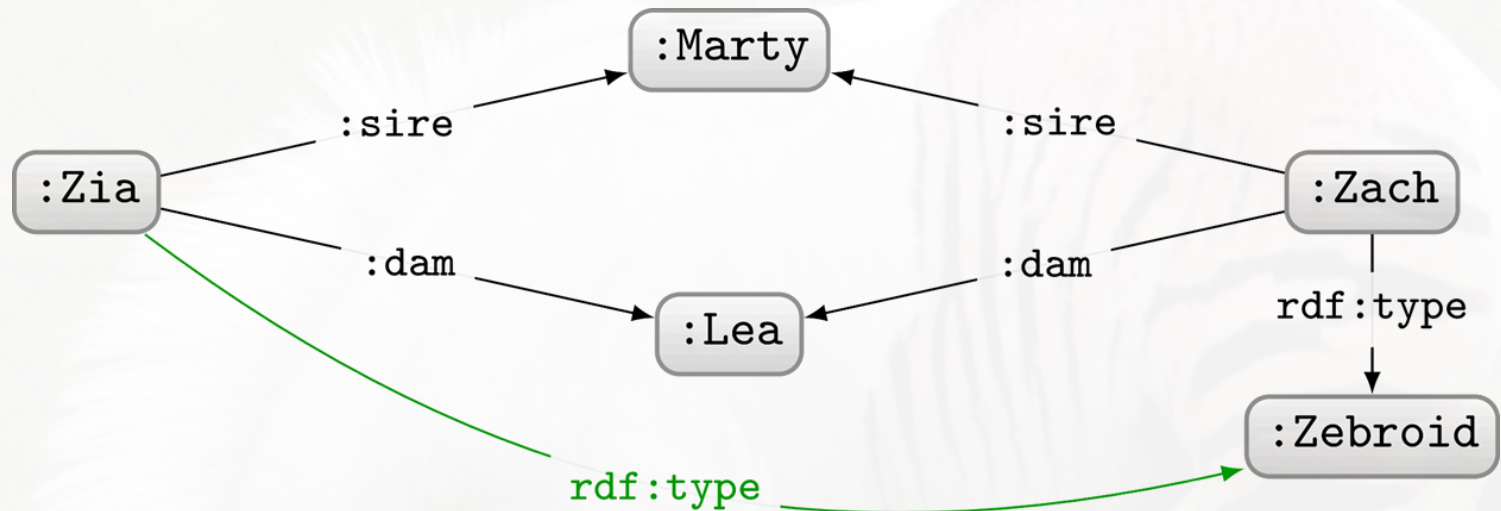 :Marty
:sire
:sire
:Zia
:Zach
:dam
:dam
rdf:type
:Lea
:Zebroid
rdf:type